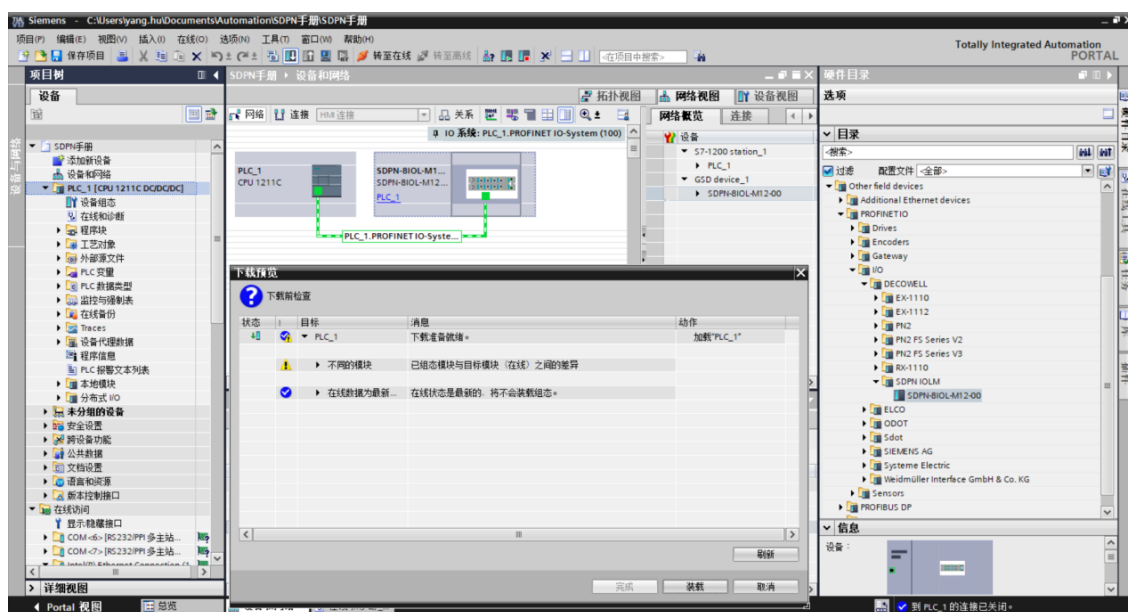 Siemens - C:\Users\yang.hu\Documents\Automation\SDPN手册\SDPN手册
项目(P) 编辑(E) 视图(V) 插入(I) 在线(O) 选项(N) 工具(T) 窗口(W) 帮助(H)
Totally Integrated Automation
PORTAL
保存项目
转至在线
转至离线
<在项目中搜索>
项目树
设备
SDPN手册
添加新设备
设备和网络
PLC_1 [CPU 1211C DC/DC/DC]
设备组态
在线和诊断
程序块
工艺对象
外部源文件
PLC 变量
PLC 数据类型
监控与强制表
在线备份
Traces
设备代理数据
程序信息
PLC 报警文本列表
本地模块
分布式 I/O
未分组的设备
安全设置
跨设备功能
公共数据
文档设置
语言和资源
版本控制接口
在线访问
显示/隐藏接口
COM <6> [RS232/PPI 多主站...
COM <7> [RS232/PPI 多主站...
详细视图
Portal 视图
总览
设备与网络
SDPN手册 设备和网络
拓扑视图
网络视图
设备视图
网络
连接
HMI 连接
关系
IO 系统: PLC_1.PROFINET IO-System (100)
PLC_1
CPU 1211C
SDPN-8IOL-M1...
SDPN-8IOL-M12...
PLC_1
PLC_1.PROFINET IO-Syste...
网络概览
连接
设备
S7-1200 station_1
PLC_1
GSD device_1
SDPN-8IOL-M12-00
下载预览
下载前检查
状态 ! 目标 消息 动作
PLC_1 下载准备就绪。 加载"PLC_1"
不同的模块 已组态模块与目标模块（在线）之间的差异
在线数据为最新... 在线状态是最新的，将不会装载组态。
刷新
完成 装载 取消
硬件目录
选项
目录
<搜索>
过滤 配置文件 <全部>
Other field devices
Additional Ethernet devices
PROFINET IO
Drives
Encoders
Gateway
I/O
DECOWELL
EX-1110
EX-1112
PN2
PN2 FS Series V2
PN2 FS Series V3
RX-1110
SDPN IOLM
SDPN-8IOL-M12-00
ELCO
ODOT
Sdot
SIEMENS AG
Systeme Electric
Weidmüller Interface GmbH & Co. KG
Sensors
PROFIBUS DP
信息
设备：
到 PLC_1 的连接已关闭。